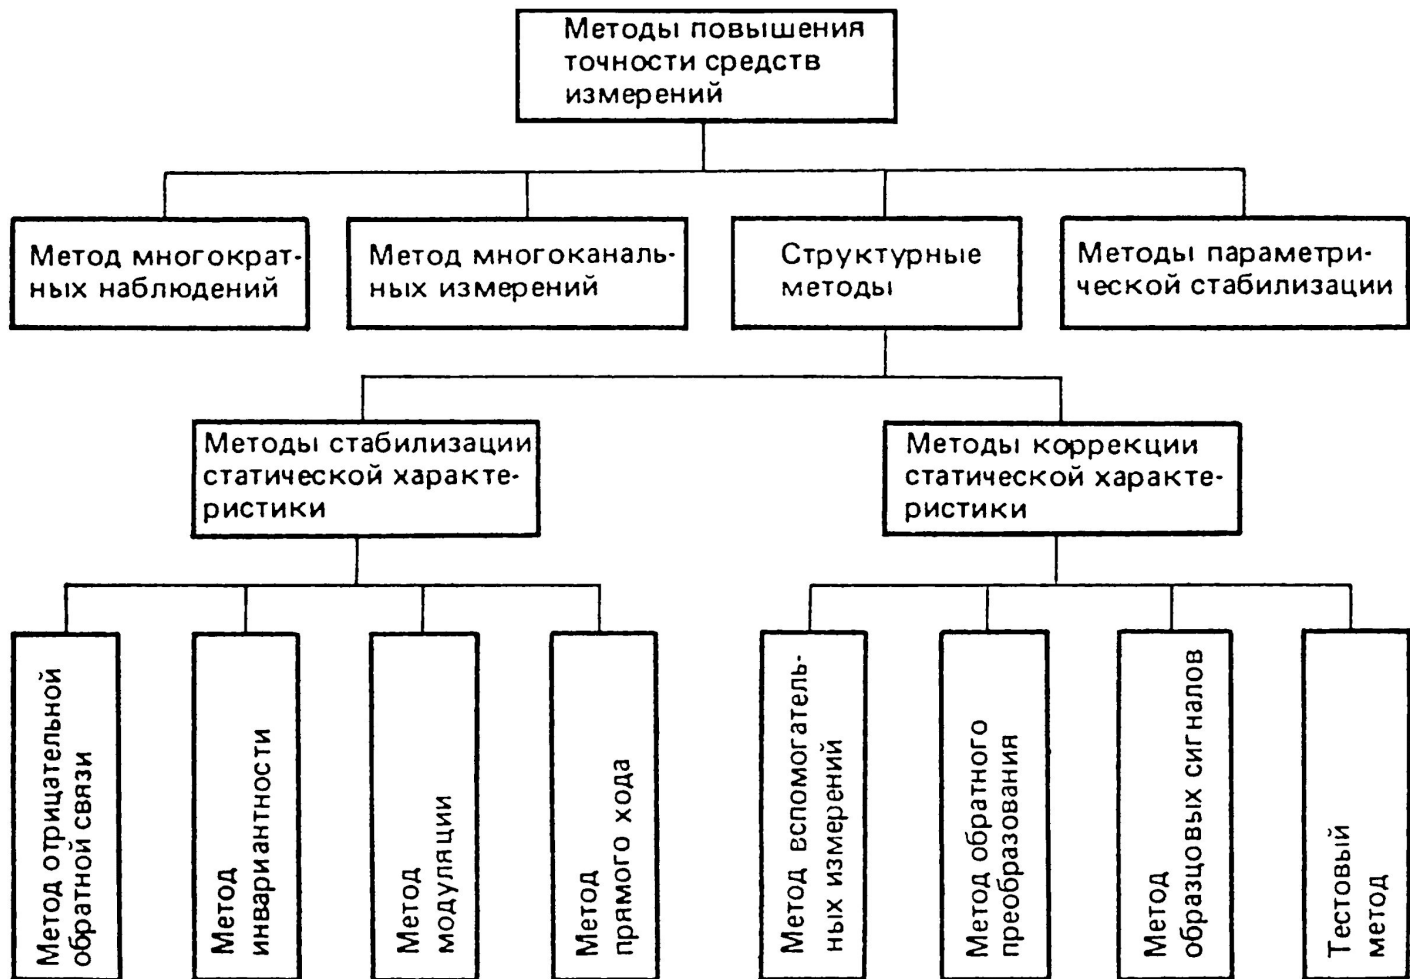 Методы повышения
точности средств
измерений
Метод многократ-
ных наблюдений
Метод многоканаль-
ных измерений
Структурные
методы
Методы параметри-
ческой стабилизации
Методы стабилизации
статической характе-
ристики
Методы коррекции
статической характе-
ристики
Метод отрицательной
обратной связи
Метод
инвариантности
Метод
модуляции
Метод
прямого хода
Метод вспомогатель-
ных измерений
Метод обратного
преобразования
Метод
образцовых сигналов
Тестовый
метод